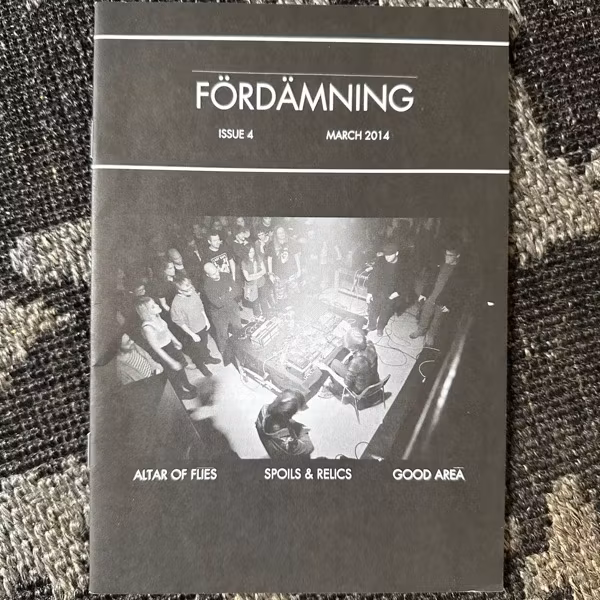 FÖRDÄMNING
ISSUE 4 MARCH 2014
ALTAR OF FLIES SPOILS & RELICS GOOD AREA